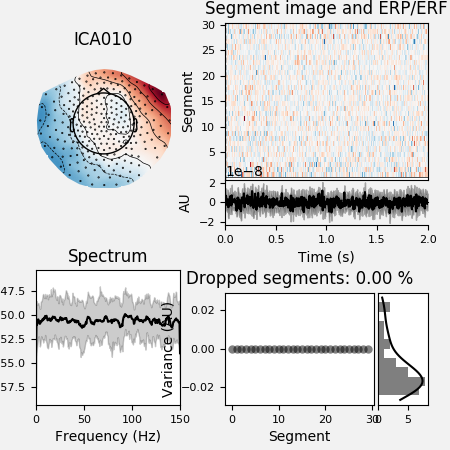 ICA010
Segment image and ERP/ERF
Segment
30
25
20
15
10
5
1e−8
AU
2
0
−2
0.0 0.5 1.0 1.5 2.0
Time (s)
Spectrum
47.5
50.0
52.5
55.0
57.5
0 50 100 150
Frequency (Hz)
Dropped segments: 0.00 %
Variance (AU)
0.02
0.00
−0.02
0 10 20 30
Segment
0 5